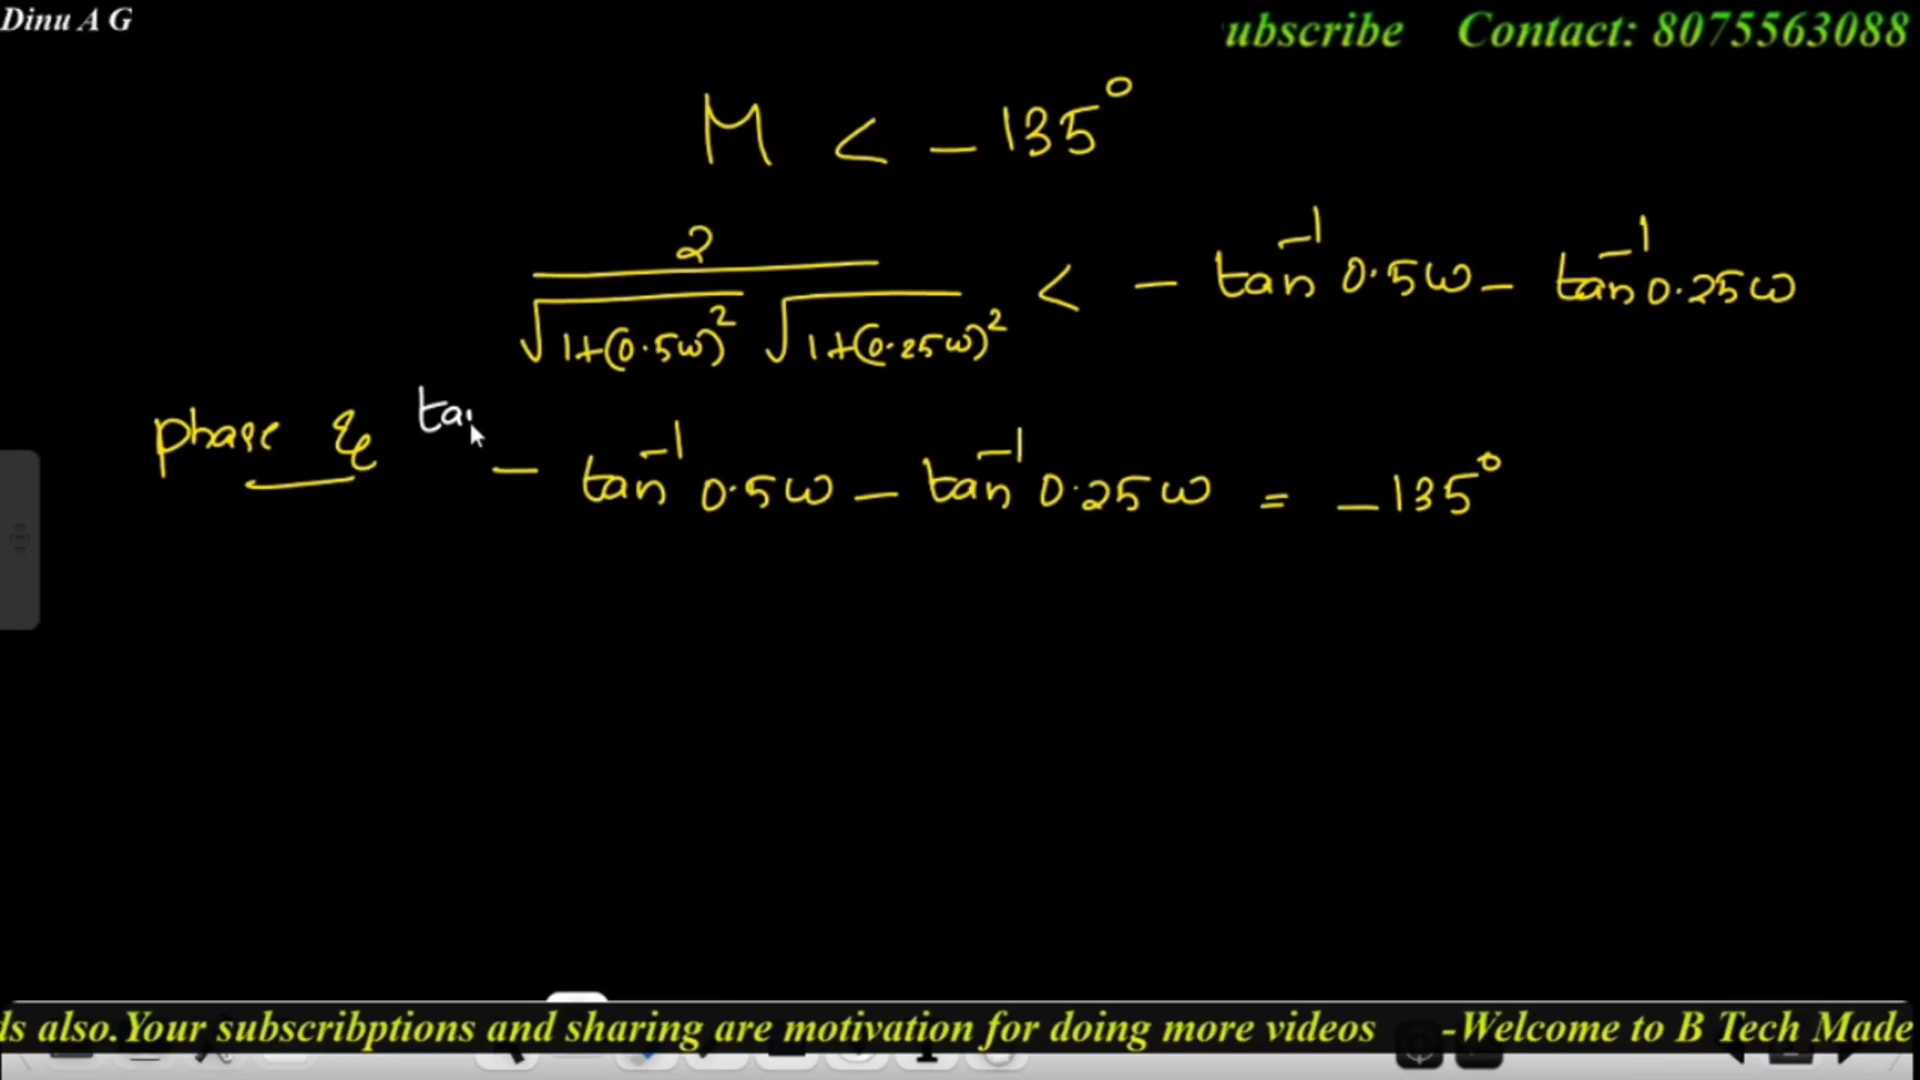 Dinu A G
ubscribe Contact: 8075563088
M < -135°
2
√1+(0.5ω)² √1+(0.25ω)² < - tan⁻¹ 0.5ω - tan⁻¹ 0.25ω
phase & tan
- tan⁻¹ 0.5ω - tan⁻¹ 0.25ω = -135°
ds also.Your subscribptions and sharing are motivation for doing more videos -Welcome to B Tech Made